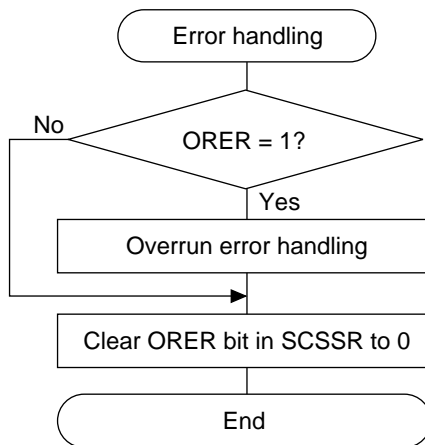 Error handling
No
ORER = 1?
Yes
Overrun error handling
Clear ORER bit in SCSSR to 0
End